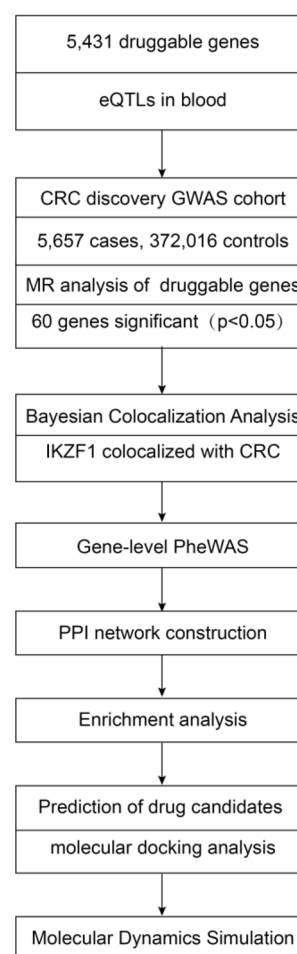 5,431 druggable genes
eQTLs in blood
CRC discovery GWAS cohort
5,657 cases, 372,016 controls
MR analysis of druggable genes
60 genes significant（p<0.05）
Bayesian Colocalization Analysis
IKZF1 colocalized with CRC
Gene-level PheWAS
PPI network construction
Enrichment analysis
Prediction of drug candidates
molecular docking analysis
Molecular Dynamics Simulation